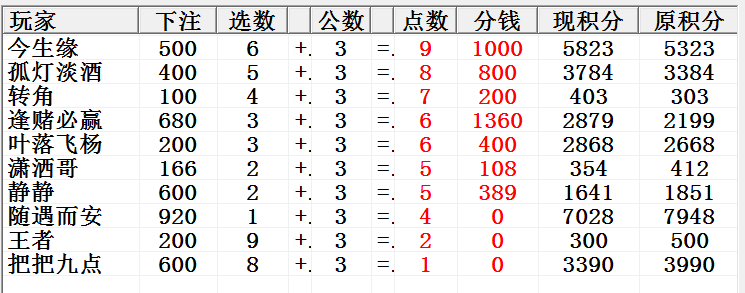 玩家 下注 选数 公数 点数 分钱 现积分 原积分
今生缘 500 6 +. 3 =. 9 1000 5823 5323
孤灯淡酒 400 5 +. 3 =. 8 800 3784 3384
转角 100 4 +. 3 =. 7 200 403 303
逢赌必赢 680 3 +. 3 =. 6 1360 2879 2199
叶落飞杨 200 3 +. 3 =. 6 400 2868 2668
潇洒哥 166 2 +. 3 =. 5 108 354 412
静静 600 2 +. 3 =. 5 389 1641 1851
随遇而安 920 1 +. 3 =. 4 0 7028 7948
王者 200 9 +. 3 =. 2 0 300 500
把把九点 600 8 +. 3 =. 1 0 3390 3990